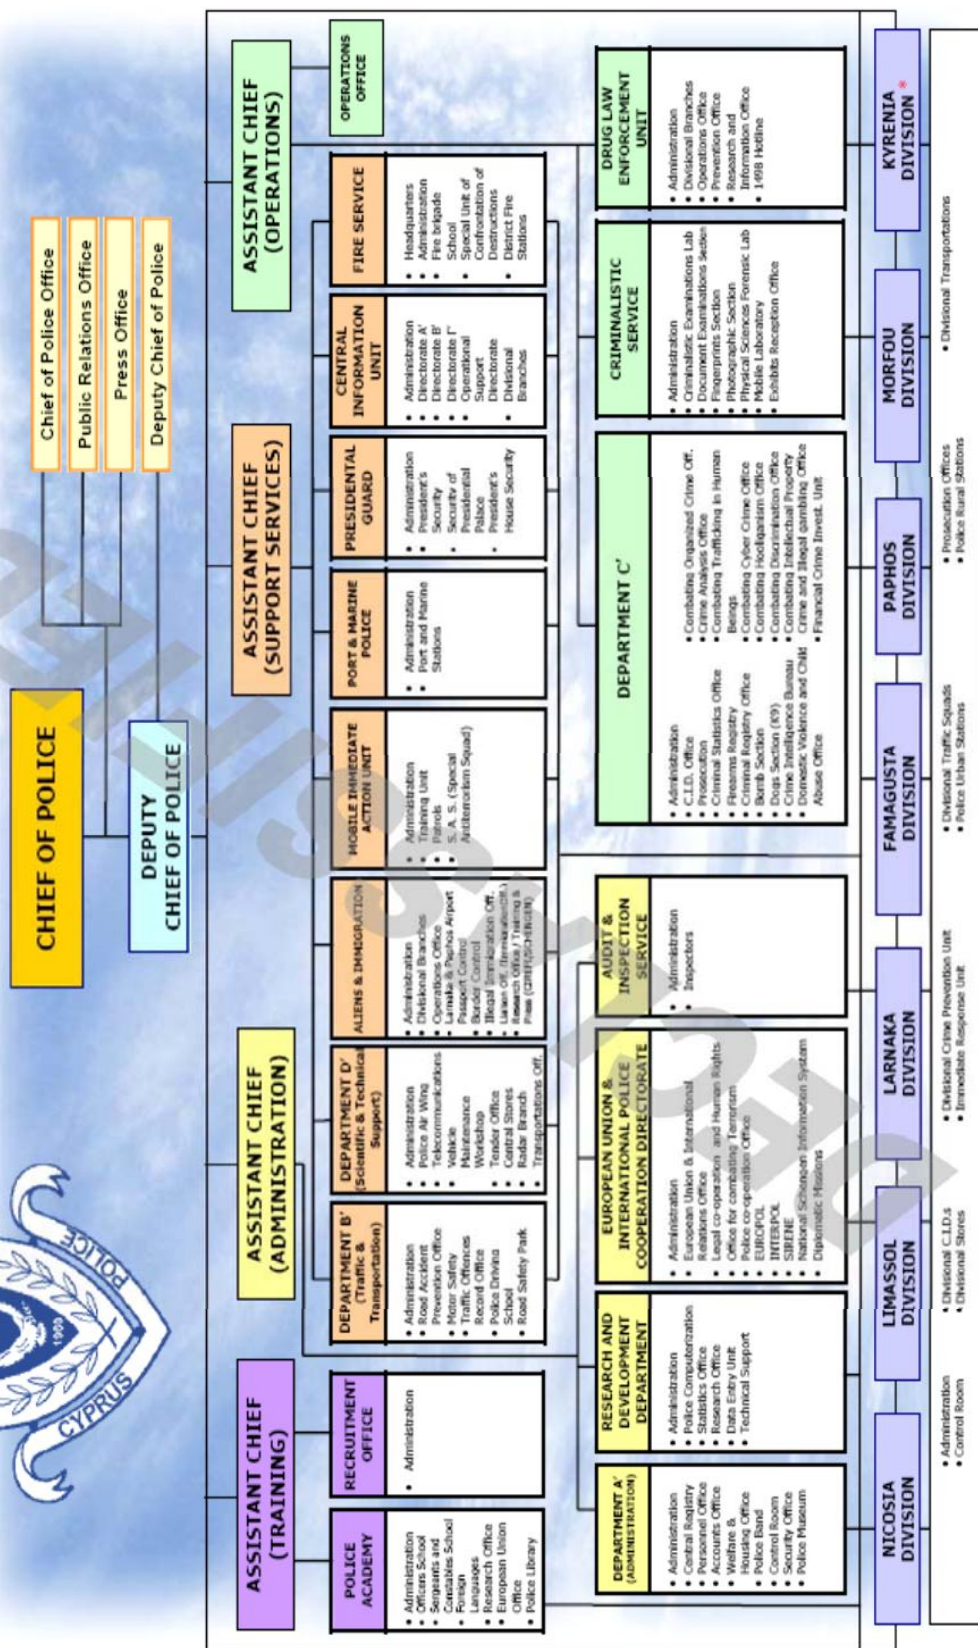 CHIEF OF POLICE
Chief of Police Office
Public Relations Office
Press Office
Deputy Chief of Police
DEPUTY
CHIEF OF POLICE
CYPRUS
POLICE
1960
ASSISTANT CHIEF
(TRAINING)
ASSISTANT CHIEF
(ADMINISTRATION)
ASSISTANT CHIEF
(SUPPORT SERVICES)
ASSISTANT CHIEF
(OPERATIONS)
OPERATIONS
OFFICE
POLICE
ACADEMY
• Administration
• Officers School
• Sergeants and
Constables School
• Foreign
Languages
• Research Office
• European Union
Office
• Police Library
RECRUITMENT
OFFICE
• Administration
DEPARTMENT B'
(Traffic &
Transportation)
• Administration
• Road Accident
Prevention Office
• Motor Safety
• Traffic Offences
Record Office
• Police Driving
School
• Road Safety Park
DEPARTMENT D'
(Scientific & Technical
Support)
• Administration
• Police Air Wing
• Telecommunications
• Vehicle
Maintenance
Workshop
• Tender Office
• Central Stores
• Radar Branch
• Transportations Off.
ALIENS & IMMIGRATION
• Administration
• Divisional Branches
• Operations Office
• Larnaka & Paphos Airport
Passport Control
• Border Control
• Illegal Immigration Off.
• Liaison Off.
• Research Office / Training &
MOBILE IMMEDIATE
ACTION UNIT
• Administration
• Training Unit
• Patrols
• S. A. S. (Special
Antiterrorism Squad)
PORT & MARINE
POLICE
• Administration
• Port and Marine
Stations
PRESIDENTAL
GUARD
• Administration
• President's
Security
• Security of
Presidential
Palace
• President's
House Security
CENTRAL
INFORMATION
UNIT
• Administration
• Directorate A'
• Directorate B'
• Directorate Γ'
• Operational
Support
Directorate
• Divisional
Branches
FIRE SERVICE
• Headquarters
• Administration
• Fire brigade
School
• Special Unit of
Confrontation of
Destructions
• District Fire
Stations
DEPARTMENT A'
(ADMINISTRATION)
• Administration
• Central Registry
• Personnel Office
• Accounts Office
• Welfare &
Housing Office
• Police Band
• Control Room
• Security Office
• Police Museum
RESEARCH AND
DEVELOPMENT
DEPARTMENT
• Administration
• Police Computerization
• Statistics Office
• Research Office
• Data Entry Unit
• Technical Support
EUROPEAN UNION &
INTERNATIONAL POLICE
COOPERATION DIRECTORATE
• Administration
• European Union & International
Relations Office
• Legal co-operation and Human Rights
• Office for combating Terrorism
• Police co-operation Office
• EUROPOL
• INTERPOL
• SIRENE
• National Schengen Information System
• Diplomatic Missions
AUDIT &
INSPECTION
SERVICE
• Administration
• Inspectors
DEPARTMENT C'
• Administration
• C.I.D. Office
• Prosecution
• Criminal Statistics Office
• Firearms Registry
• Criminal Registry Office
• Bomb Section
• Dogs Section (K9)
• Crime Intelligence Bureau
• Domestic Violence and Child
Abuse Office
• Combating Organized Crime Off.
• Crime Analysis Office
• Combating Trafficking in Human
Beings
• Combating Cyber Crime Office
• Combating Hooliganism Office
• Combating Discrimination Office
• Combating Intellectual Property
Crime and Illegal gambling Office
• Financial Crime Invest. Unit
CRIMINALISTIC
SERVICE
• Administration
• Criminalistic Examinations Lab
• Document Examinations Section
• Fingerprints Section
• Photographic Section
• Physical Sciences Forensic Lab
• Mobile Laboratory
• Exhibits Reception Office
DRUG LAW
ENFORCEMENT
UNIT
• Administration
• Divisional Branches
• Operations Office
• Prevention Office
• Research and
Information Office
• 1498 Hotline
NICOSIA
DIVISION
LIMASSOL
DIVISION
LARNAKA
DIVISION
FAMAGUSTA
DIVISION
PAPHOS
DIVISION
MORFOU
DIVISION
KYRENIA *
DIVISION
• Administration
• Control Room
• Divisional C.I.D.s
• Divisional Stores
• Divisional Crime Prevention Unit
• Immediate Response Unit
• Divisional Traffic Squads
• Police Urban Stations
• Prosecution Offices
• Police Rural Stations
• Divisional Transportations
DECLASSIFIED